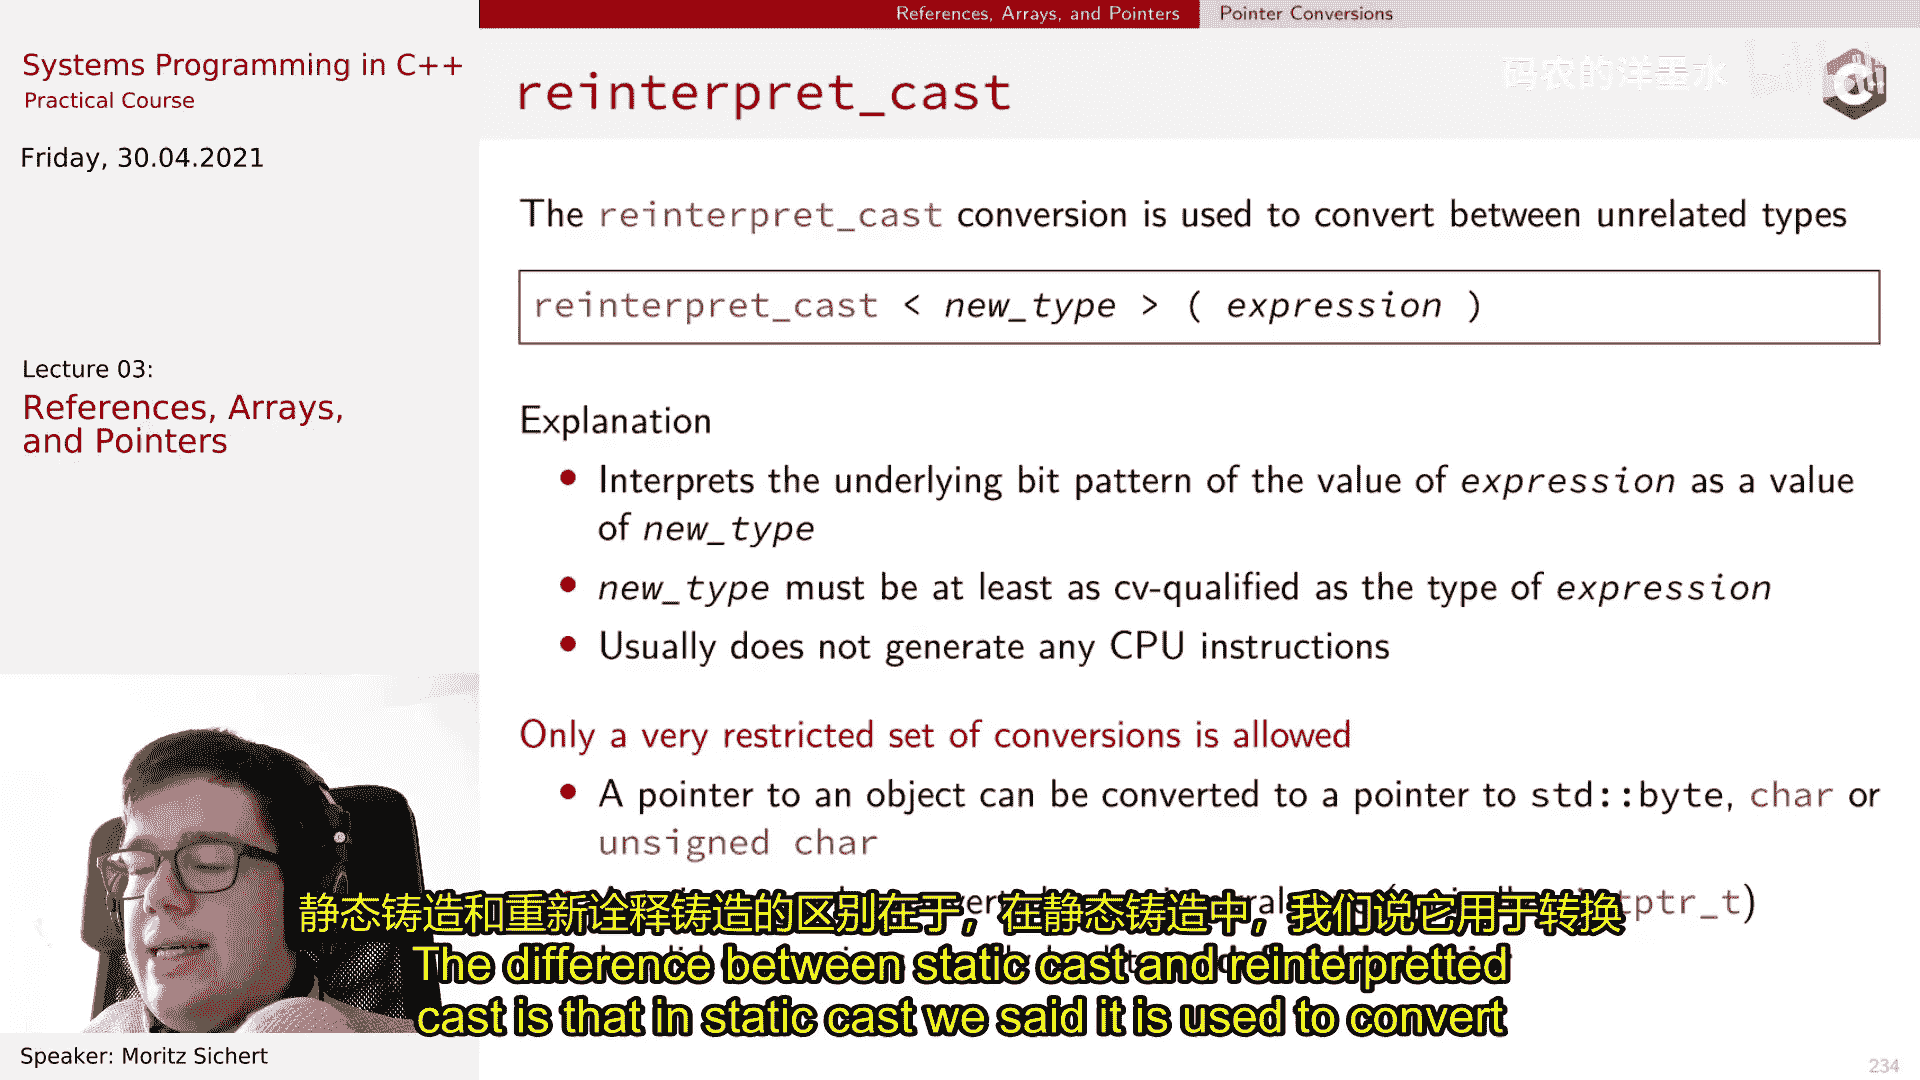 References, Arrays, and Pointers
Pointer Conversions
Systems Programming in C++
Practical Course
Friday, 30.04.2021
reinterpret_cast
码农的洋墨水
The reinterpret_cast conversion is used to convert between unrelated types
reinterpret_cast < new_type > ( expression )
Lecture 03:
References, Arrays,
and Pointers
Explanation
• Interprets the underlying bit pattern of the value of expression as a value
of new_type
• new_type must be at least as cv-qualified as the type of expression
• Usually does not generate any CPU instructions
Only a very restricted set of conversions is allowed
• A pointer to an object can be converted to a pointer to std::byte, char or
unsigned char
静态铸造和重新诠释铸造的区别在于，在静态铸造中，我们说它用于转换
The difference between static cast and reinterpretted
cast is that in static cast we said it is used to convert
Speaker: Moritz Sichert
234